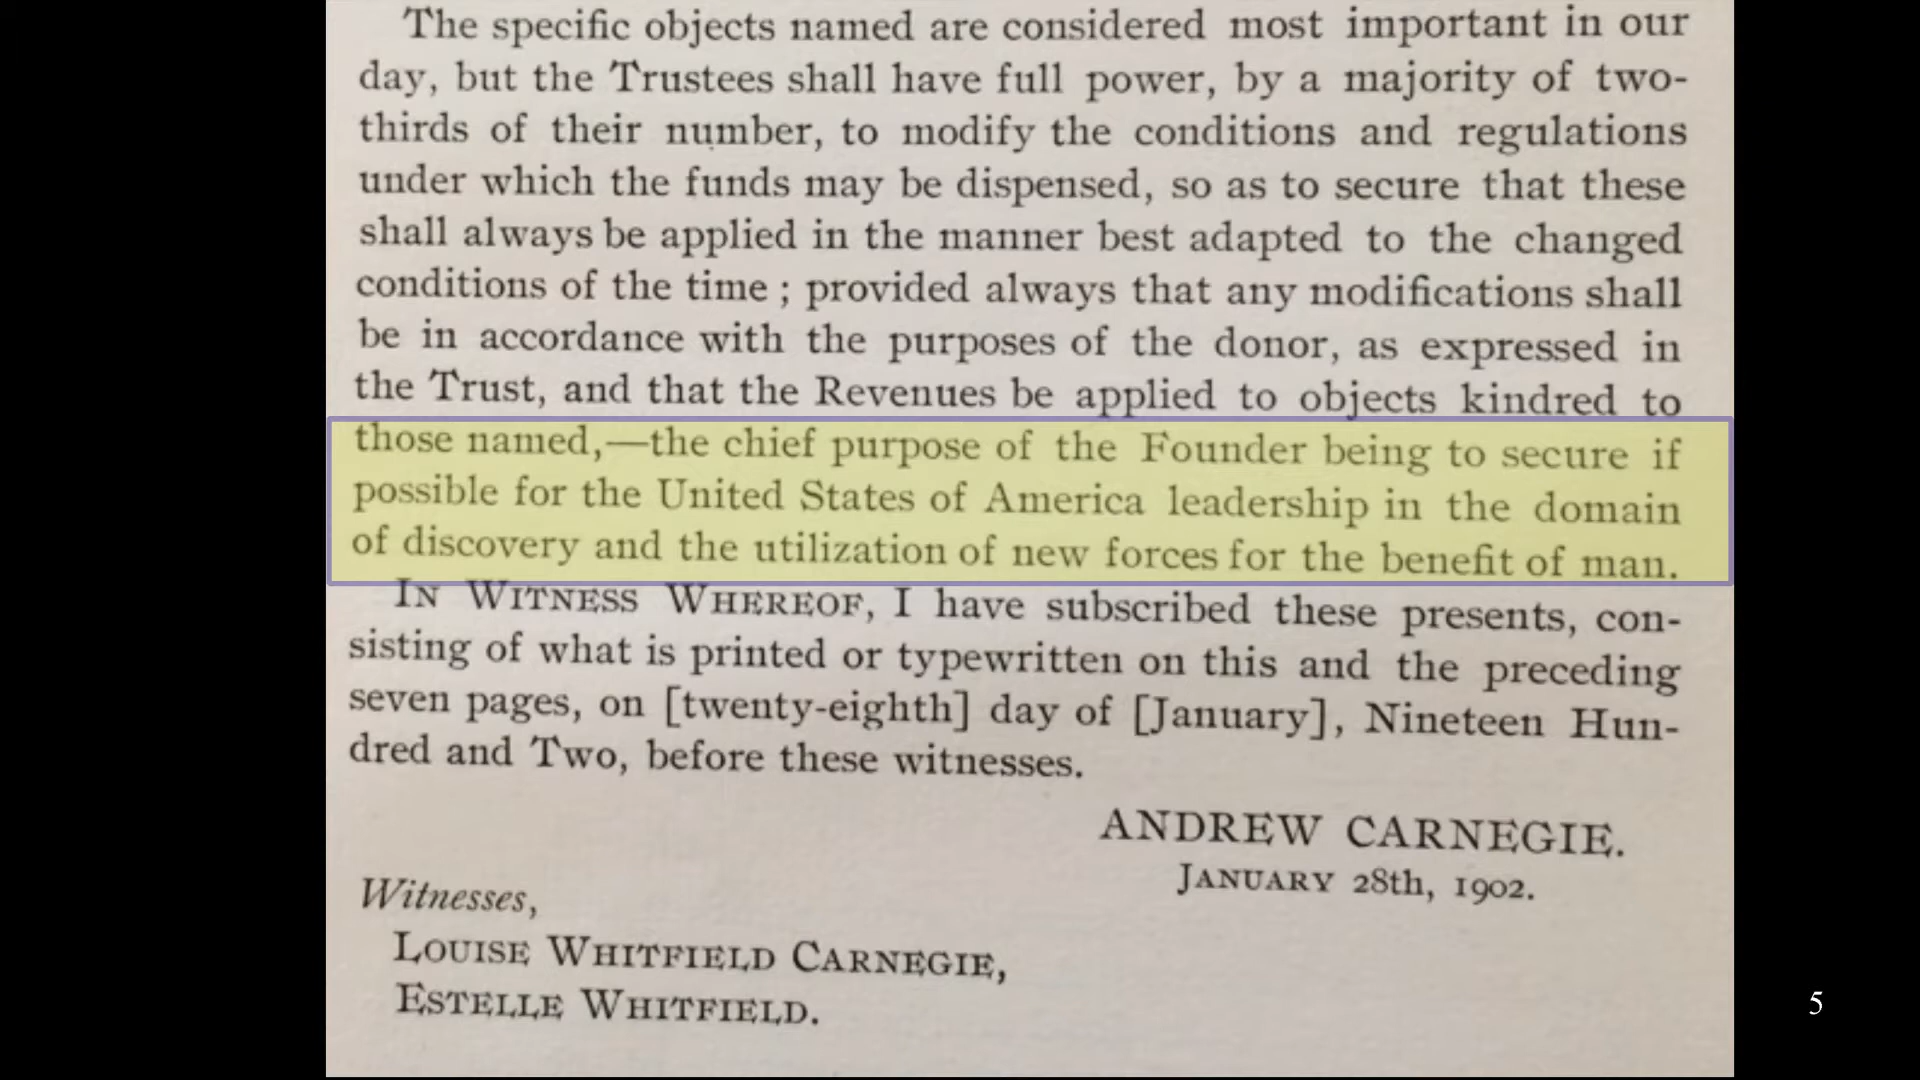 The specific objects named are considered most important in our
day, but the Trustees shall have full power, by a majority of two-
thirds of their number, to modify the conditions and regulations
under which the funds may be dispensed, so as to secure that these
shall always be applied in the manner best adapted to the changed
conditions of the time ; provided always that any modifications shall
be in accordance with the purposes of the donor, as expressed in
the Trust, and that the Revenues be applied to objects kindred to
those named,—the chief purpose of the Founder being to secure if
possible for the United States of America leadership in the domain
of discovery and the utilization of new forces for the benefit of man.
IN WITNESS WHEREOF, I have subscribed these presents, con-
sisting of what is printed or typewritten on this and the preceding
seven pages, on [twenty-eighth] day of [January], Nineteen Hun-
dred and Two, before these witnesses.
ANDREW CARNEGIE.
JANUARY 28th, 1902.
Witnesses,
LOUISE WHITFIELD CARNEGIE,
ESTELLE WHITFIELD.
5